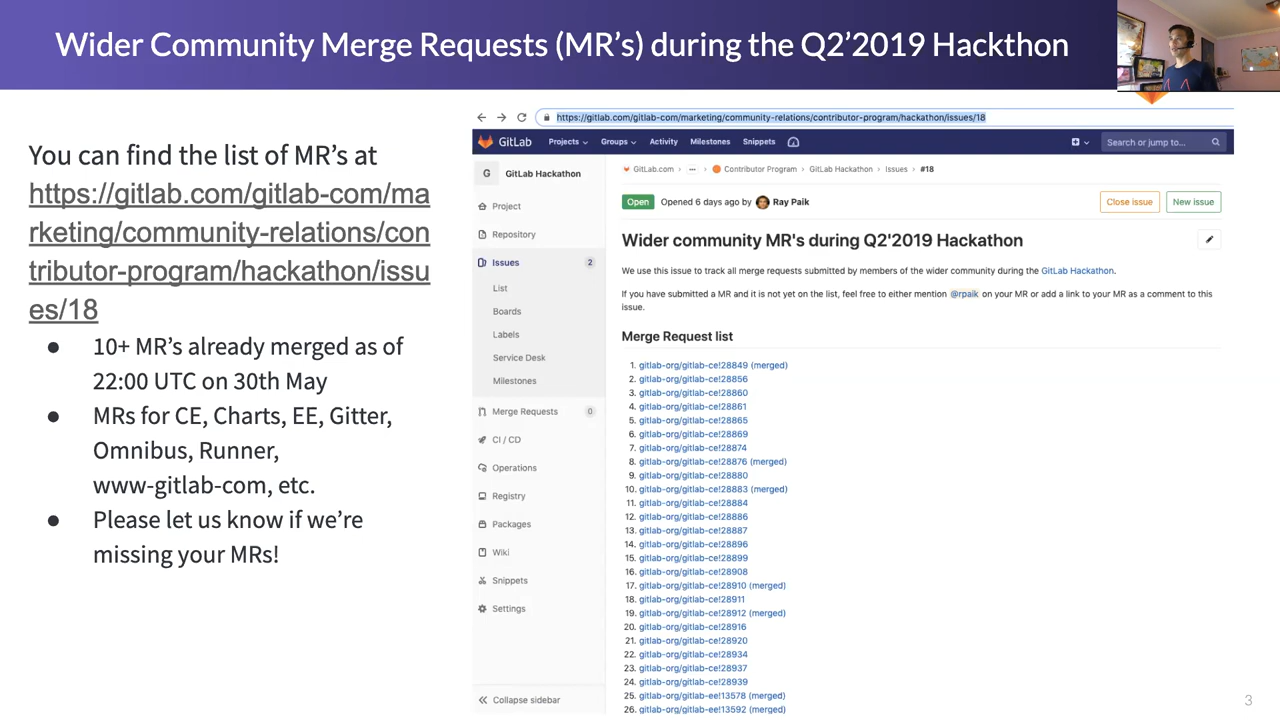 Wider Community Merge Requests (MR’s) during the Q2’2019 Hackthon
You can find the list of MR’s at
https://gitlab.com/gitlab-com/ma
rketing/community-relations/con
tributor-program/hackathon/issu
es/18
● 10+ MR’s already merged as of
22:00 UTC on 30th May
● MRs for CE, Charts, EE, Gitter,
Omnibus, Runner,
www-gitlab-com, etc.
● Please let us know if we’re
missing your MRs!
https://gitlab.com/gitlab-com/marketing/community-relations/contributor-program/hackathon/issues/18
GitLab Projects Groups Activity Milestones Snippets Search or jump to...
G GitLab Hackathon
Project
Repository
Issues 2
List
Boards
Labels
Service Desk
Milestones
Merge Requests 0
CI / CD
Operations
Registry
Packages
Wiki
Snippets
Settings
Collapse sidebar
GitLab.com › ... › Contributor Program › GitLab Hackathon › Issues › #18
Open Opened 6 days ago by Ray Paik Close issue New issue
Wider community MR's during Q2'2019 Hackathon
We use this issue to track all merge requests submitted by members of the wider community during the GitLab Hackathon.
If you have submitted a MR and it is not yet on the list, feel free to either mention @rpaik on your MR or add a link to your MR as a comment to this
issue.
Merge Request list
1. gitlab-org/gitlab-ce!28849 (merged)
2. gitlab-org/gitlab-ce!28856
3. gitlab-org/gitlab-ce!28860
4. gitlab-org/gitlab-ce!28861
5. gitlab-org/gitlab-ce!28865
6. gitlab-org/gitlab-ce!28869
7. gitlab-org/gitlab-ce!28874
8. gitlab-org/gitlab-ce!28876 (merged)
9. gitlab-org/gitlab-ce!28880
10. gitlab-org/gitlab-ce!28883 (merged)
11. gitlab-org/gitlab-ce!28884
12. gitlab-org/gitlab-ce!28886
13. gitlab-org/gitlab-ce!28887
14. gitlab-org/gitlab-ce!28896
15. gitlab-org/gitlab-ce!28899
16. gitlab-org/gitlab-ce!28908
17. gitlab-org/gitlab-ce!28910 (merged)
18. gitlab-org/gitlab-ce!28911
19. gitlab-org/gitlab-ce!28912 (merged)
20. gitlab-org/gitlab-ce!28916
21. gitlab-org/gitlab-ce!28920
22. gitlab-org/gitlab-ce!28934
23. gitlab-org/gitlab-ce!28937
24. gitlab-org/gitlab-ce!28939
25. gitlab-org/gitlab-ee!13578 (merged)
26. gitlab-org/gitlab-ee!13592 (merged)
3